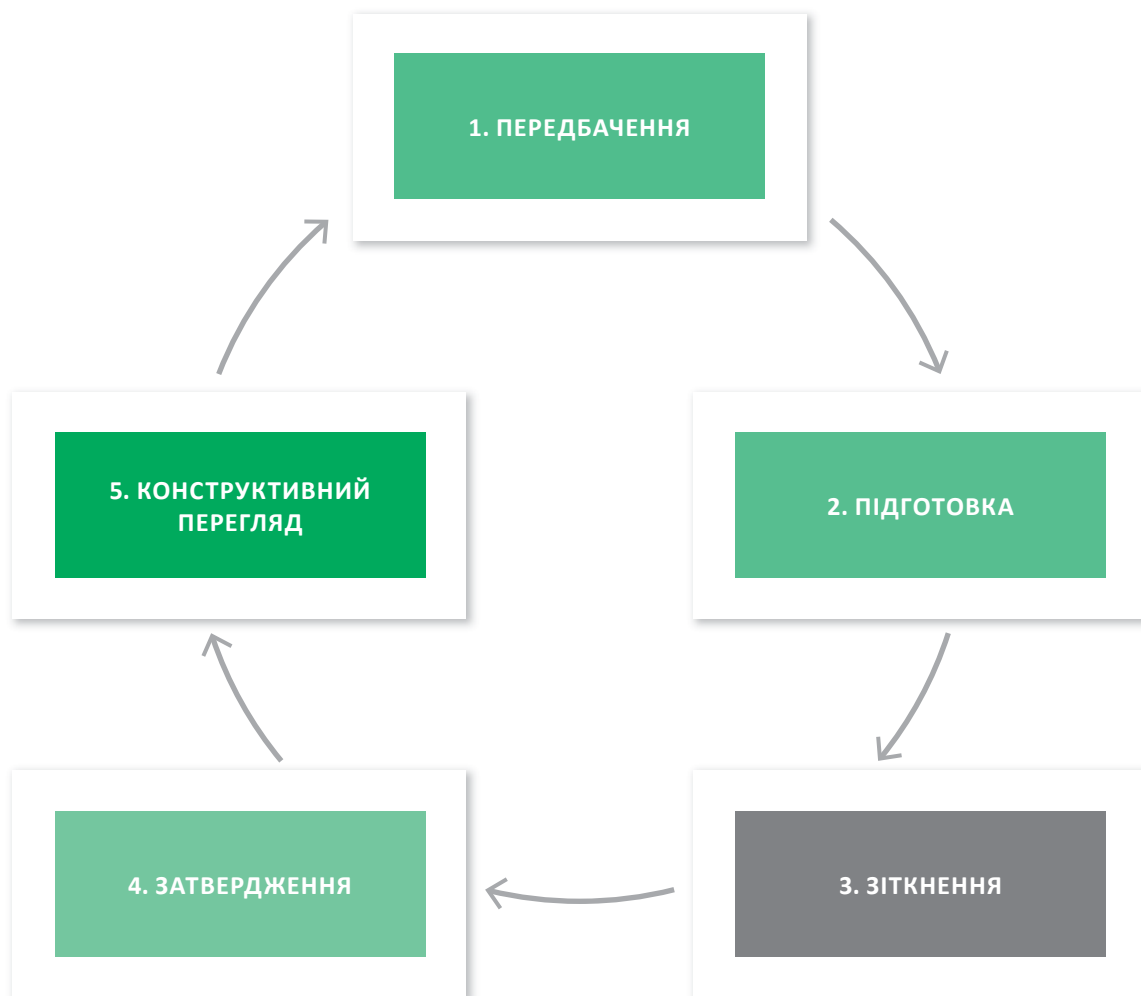 1. ПЕРЕДБАЧЕННЯ
2. ПІДГОТОВКА
3. ЗІТКНЕННЯ
4. ЗАТВЕРДЖЕННЯ
5. КОНСТРУКТИВНИЙ
ПЕРЕГЛЯД